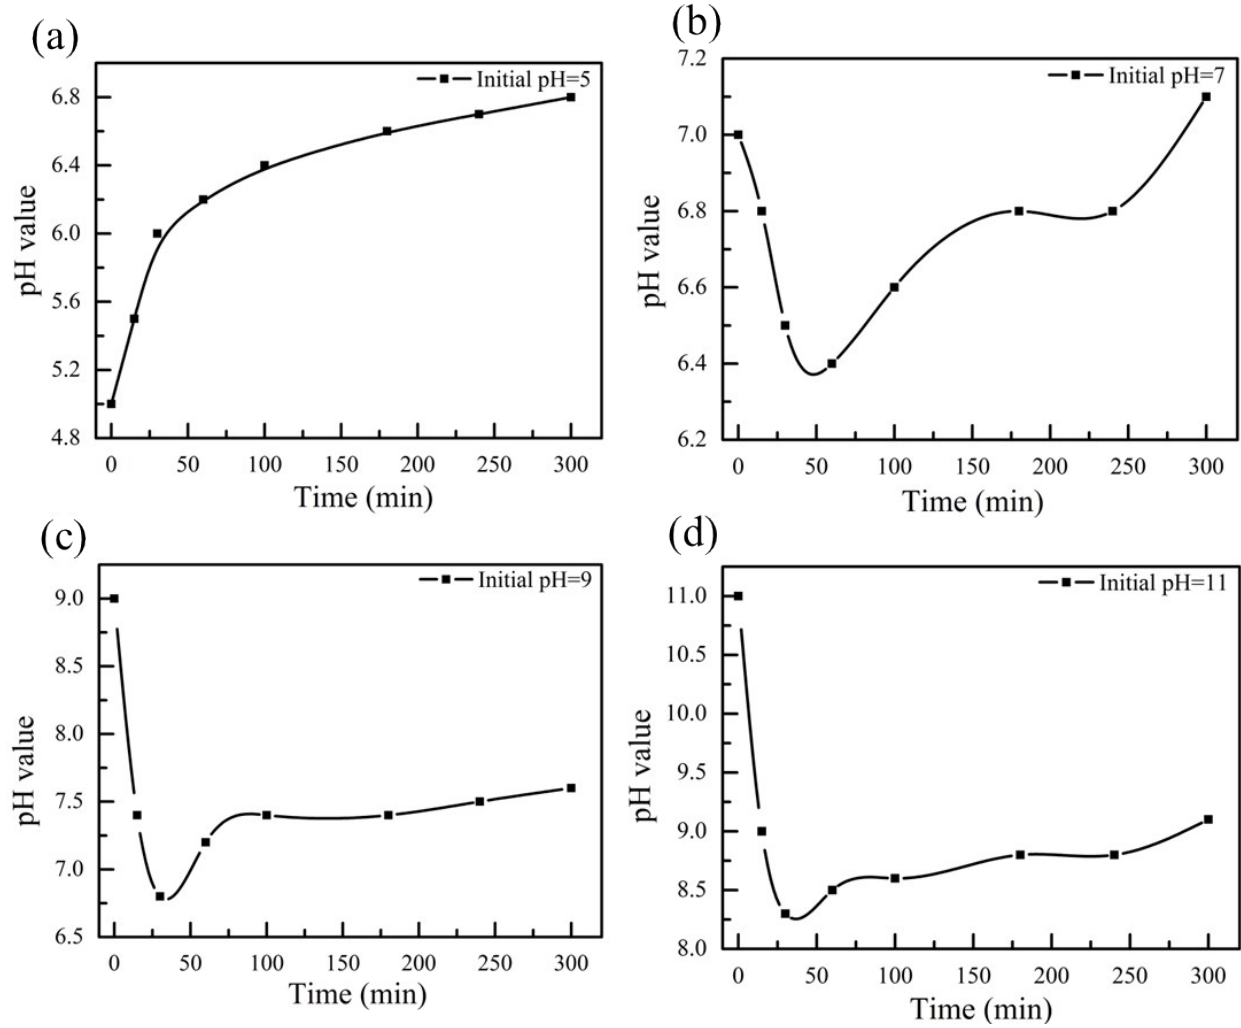 (a)
Initial pH=5
6.8
6.4
6.0
5.6
5.2
4.8
pH value
0 50 100 150 200 250 300
Time (min)
(b)
Initial pH=7
7.2
7.0
6.8
6.6
6.4
6.2
pH value
0 50 100 150 200 250 300
Time (min)
(c)
Initial pH=9
9.0
8.5
8.0
7.5
7.0
6.5
pH value
0 50 100 150 200 250 300
Time (min)
(d)
Initial pH=11
11.0
10.5
10.0
9.5
9.0
8.5
8.0
pH value
0 50 100 150 200 250 300
Time (min)